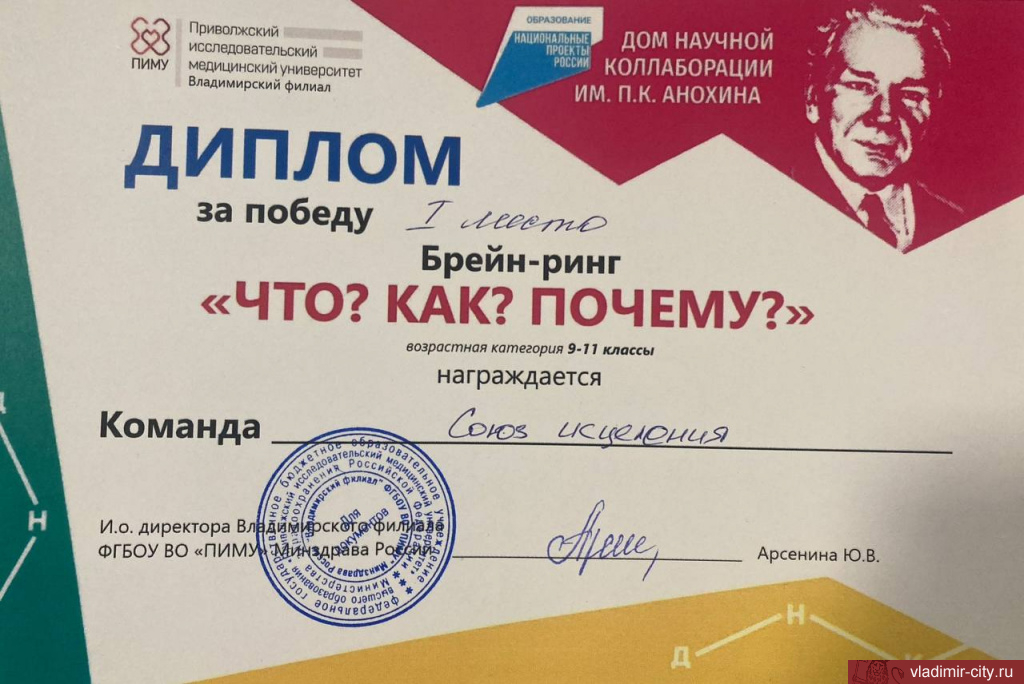 ПИМУ
Приволжский
исследовательский
медицинский университет
Владимирский филиал
ОБРАЗОВАНИЕ
НАЦИОНАЛЬНЫЕ
ПРОЕКТЫ
РОССИИ
ДОМ НАУЧНОЙ
КОЛЛАБОРАЦИИ
ИМ. П.К. АНОХИНА
ДИПЛОМ
за победу I место
Брейн-ринг
«ЧТО? КАК? ПОЧЕМУ?»
возрастная категория 9-11 классы
награждается
Команда Союз исцеления
И.о. директора Владимирского филиала
ФГБОУ ВО «ПИМУ» Минздрава России
Арсенина Ю.В.
Для
документов
Н
Д
Н
vladimir-city.ru